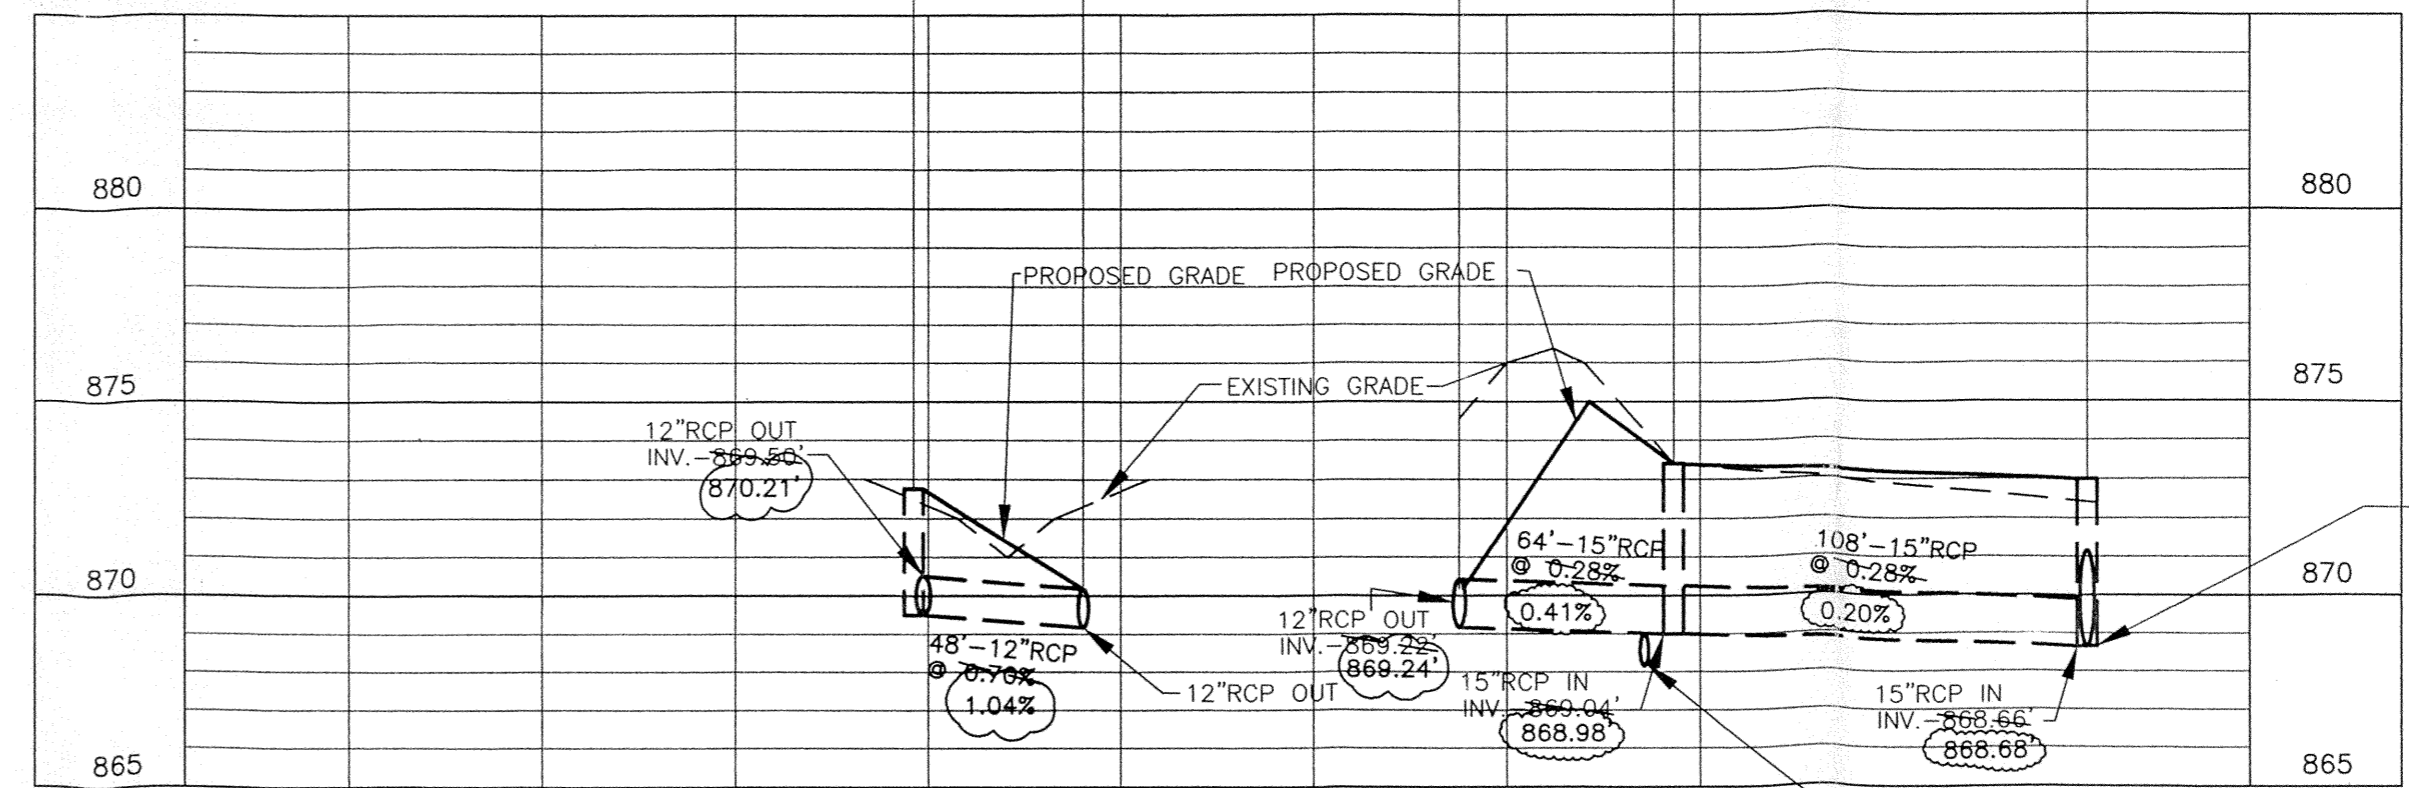 880
880
PROPOSED GRADE
PROPOSED GRADE
875
875
EXISTING GRADE
12"RCP OUT
INV.-869.50'
870.21'
64'-15"RCP
@ 0.28%
0.41%
108'-15"RCP
@ 0.28%
0.20%
870
870
12"RCP OUT
INV.-869.22'
869.24'
48'-12"RCP
@ 0.70%
1.04%
12"RCP OUT
15"RCP IN
INV.-869.04'
868.98'
15"RCP IN
INV.-868.66'
868.68'
865
865